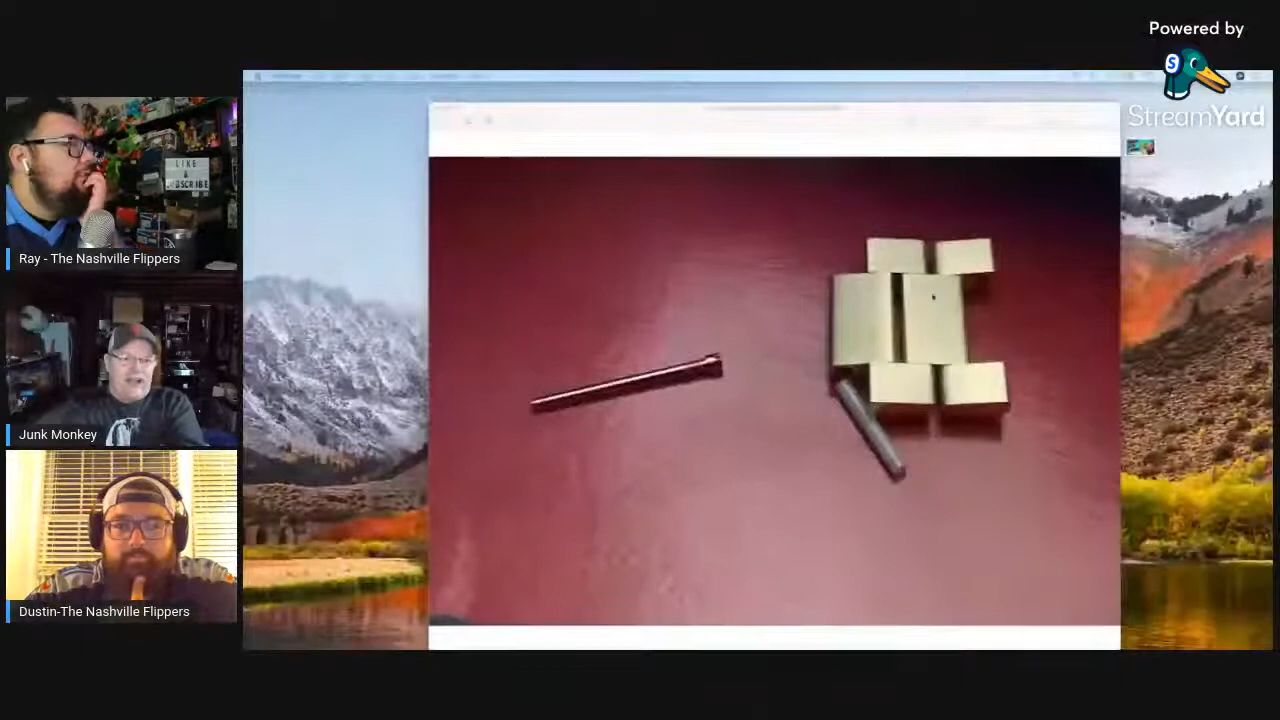 Powered by
StreamYard
LIKE
&
SUBSCRIBE
Ray - The Nashville Flippers
Junk Monkey
Dustin-The Nashville Flippers